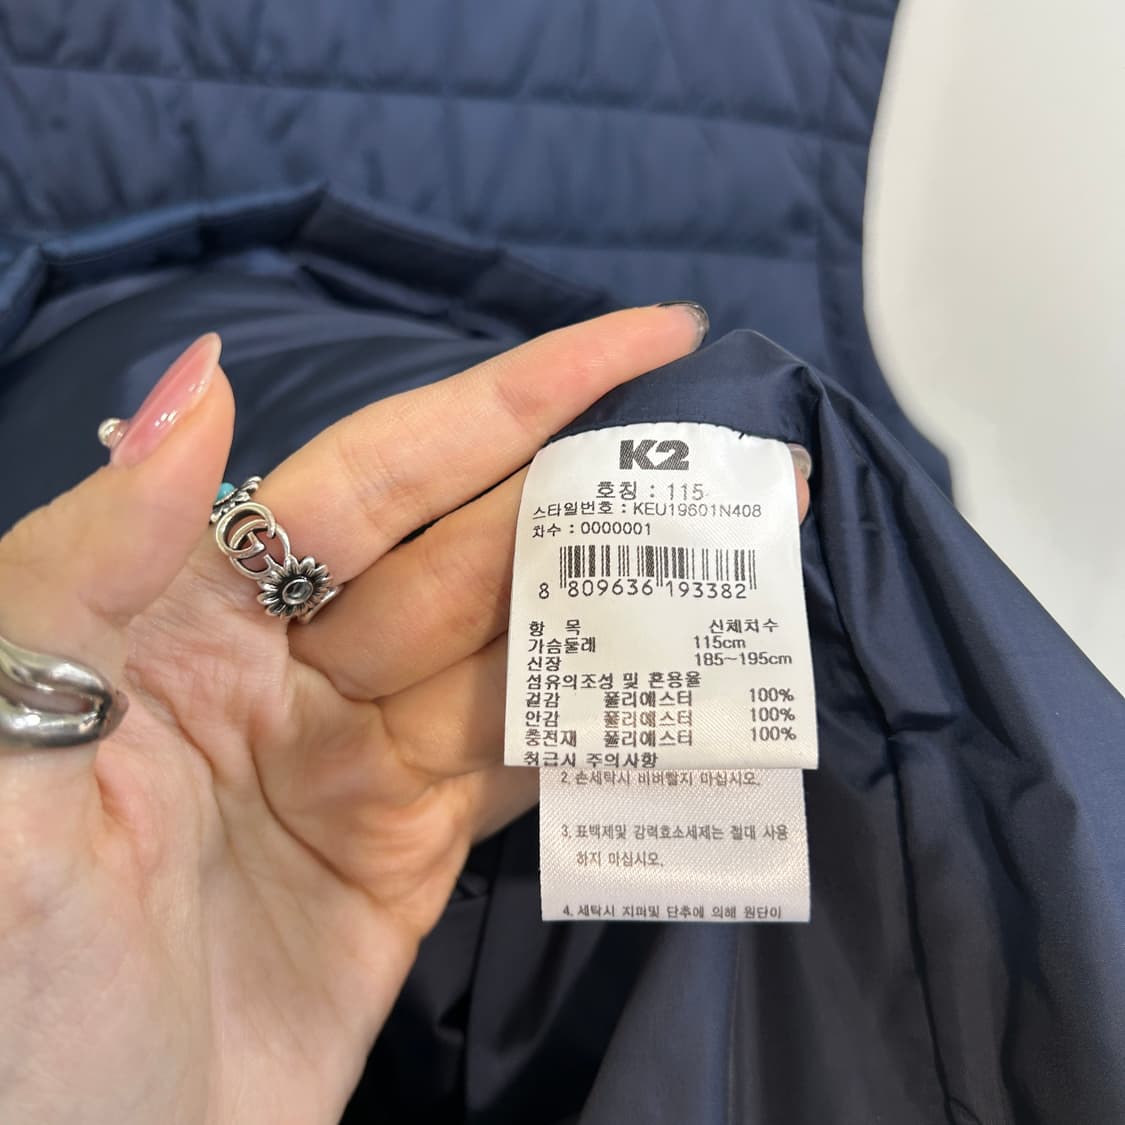 K2
호칭 : 115
스타일번호 : KEU19601N408
차수 : 0000001
8 809636 193382
항 목 신체치수
가슴둘레 115cm
신장 185~195cm
섬유의조성 및 혼용율
겉감 폴리에스터 100%
안감 폴리에스터 100%
충전재 폴리에스터 100%
취급시 주의사항
2. 손세탁시 비벼빨지 마십시오.
3. 표백제및 강력효소세제는 절대 사용
하지 마십시오.
4. 세탁시 지퍼및 단추에 의해 원단이